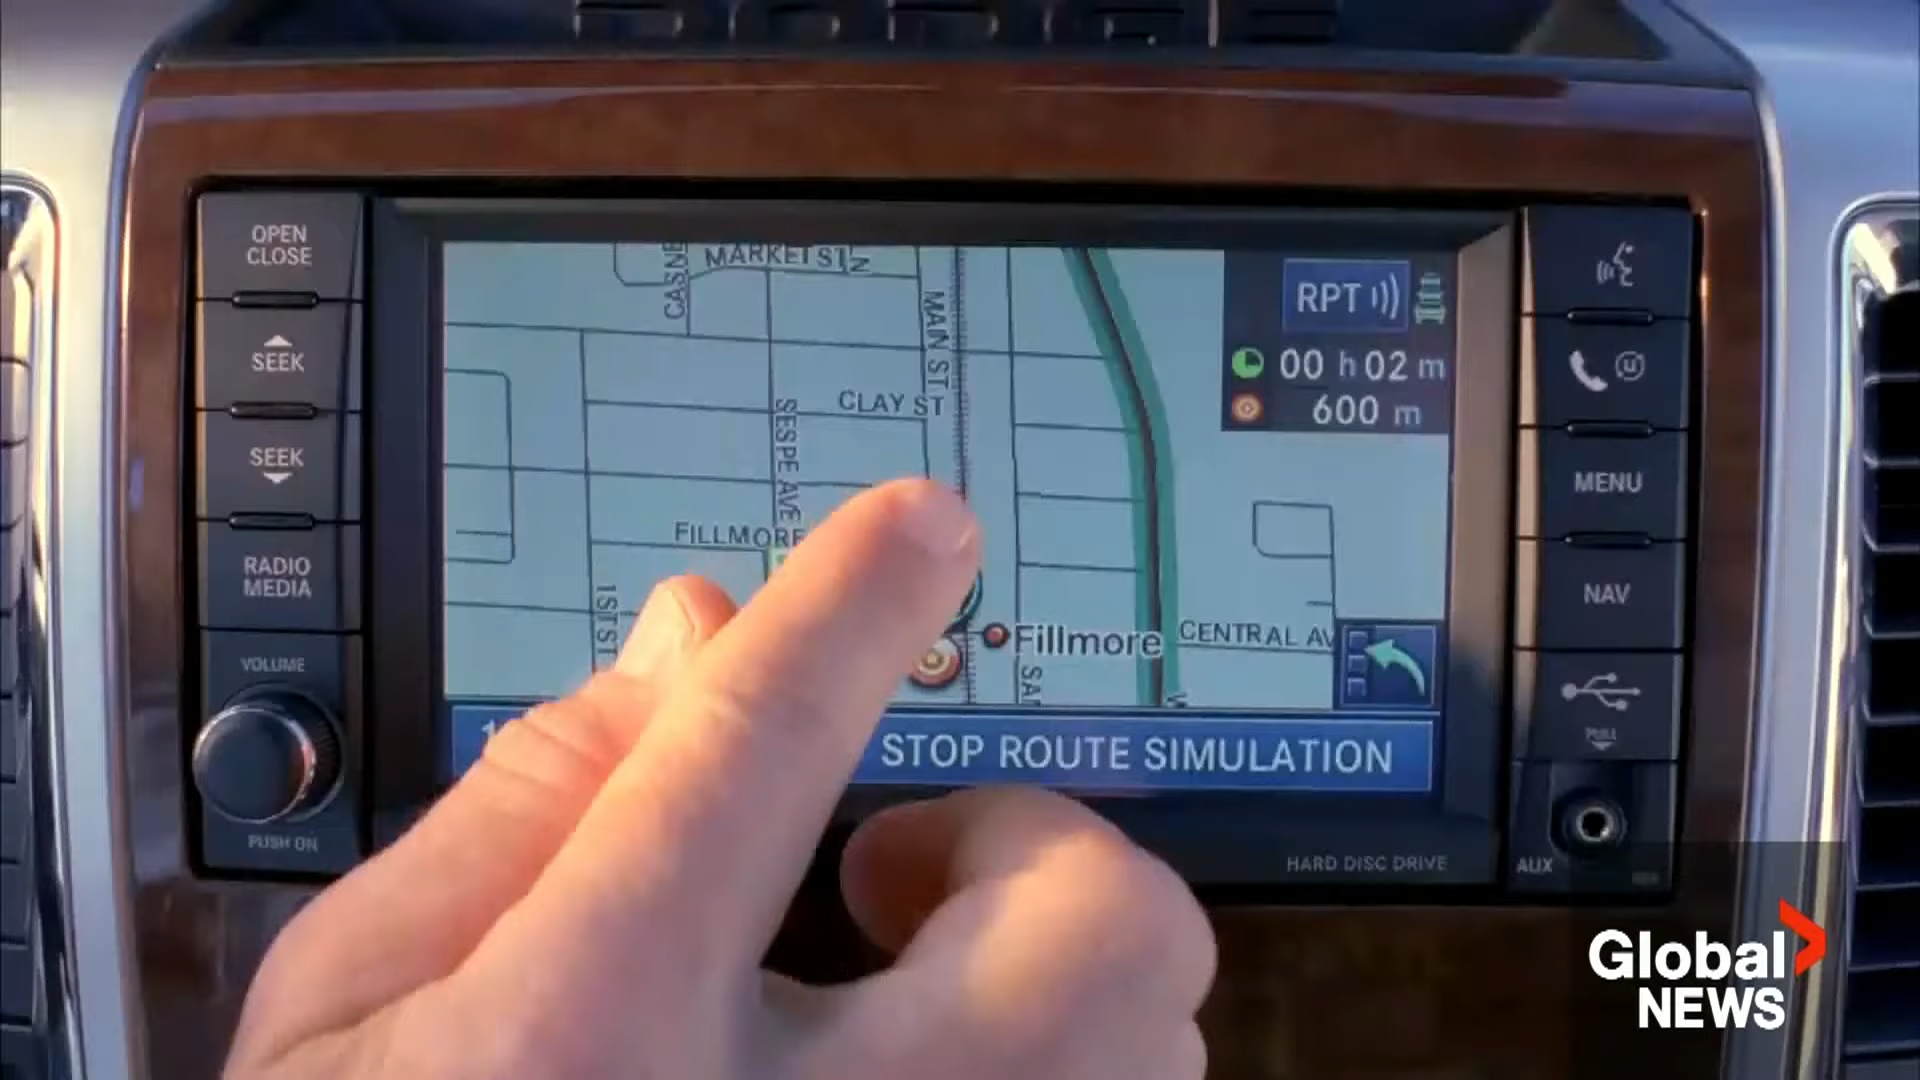 OPEN
CLOSE
SEEK
SEEK
RADIO
MEDIA
VOLUME
PUSH ON
MARKET ST
LN
CASNE
MAIN ST
CLAY ST
SESPE AVE
FILLMORE
1ST ST
Fillmore
CENTRAL AV
RPT
00 h 02 m
600 m
STOP ROUTE SIMULATION
HARD DISC DRIVE
MENU
NAV
PULL
AUX
Global
NEWS